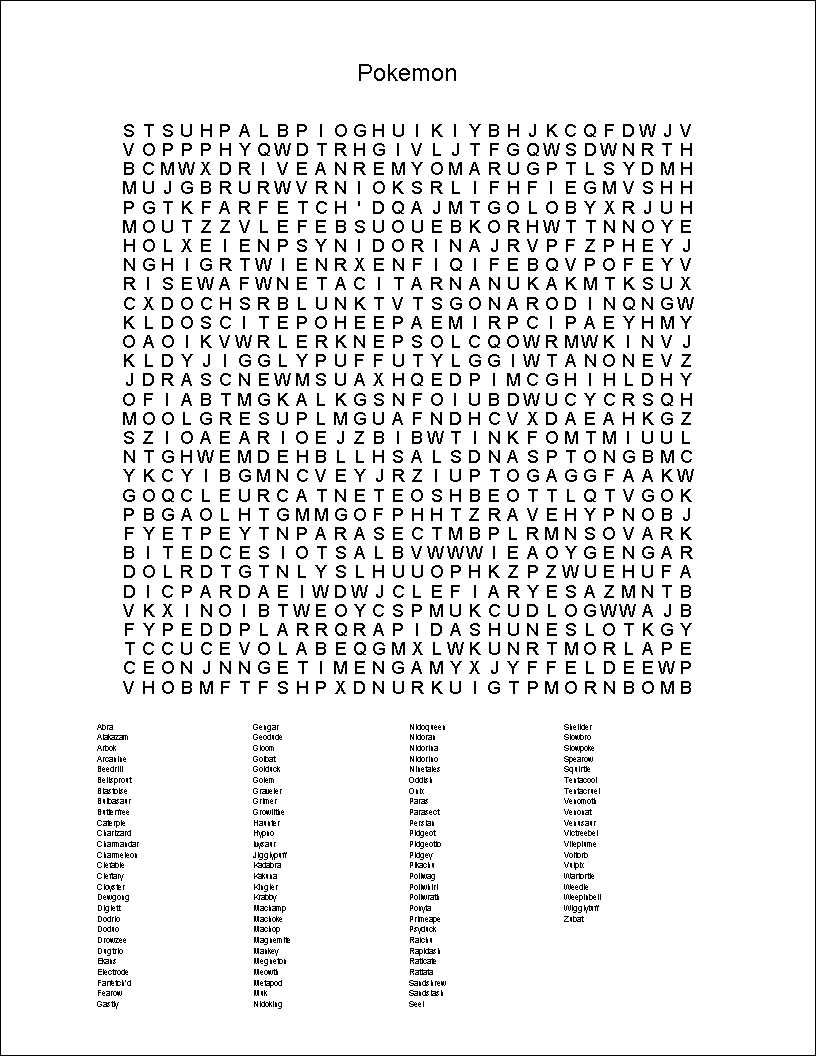 Pokemon
S T S U H P A L B P I O G H U I K I Y B H J K C Q F D W J V
V O P P P H Y Q W D T R H G I V L J T F G Q W S D W N R T H
B C M W X D R I V E A N R E M Y O M A R U G P T L S Y D M H
M U J G B R U R W V R N I O K S R L I F H F I E G M V S H H
P G T K F A R F E T C H ' D Q A J M T G O L O B Y X R J U H
M O U T Z Z V L E F E B S U O U E B K O R H W T T N N O Y E
H O L X E I E N P S Y N I D O R I N A J R V P F Z P H E Y J
N G H I G R T W I E N R X E N F I Q I F E B Q V P O F E Y V
R I S E W A F W N E T A C I T A R N A N U K A K M T K S U X
C X D O C H S R B L U N K T V T S G O N A R O D I N Q N G W
K L D O S C I T E P O H E E P A E M I R P C I P A E Y H M Y
O A O I K V W R L E R K N E P S O L C Q O W R M W K I N V J
K L D Y J I G G L Y P U F F U T Y L G G I W T A N O N E V Z
J D R A S C N E W M S U A X H Q E D P I M C G H I H L D H Y
O F I A B T M G K A L K G S N F O I U B D W U C Y C R S Q H
M O O L G R E S U P L M G U A F N D H C V X D A E A H K G Z
S Z I O A E A R I O E J Z B I B W T I N K F O M T M I U U L
N T G H W E M D E H B L L H S A L S D N A S P T O N G B M C
Y K C Y I B G M N C V E Y J R Z I U P T O G A G G F A A K W
G O Q C L E U R C A T N E T E O S H B E O T T L Q T V G O K
P B G A O L H T G M M G O F P H H T Z R A V E H Y P N O B J
F Y E T P E Y T N P A R A S E C T M B P L R M N S O V A R K
B I T E D C E S I O T S A L B V W W W I E A O Y G E N G A R
D O L R D T G T N L Y S L H U U O P H K Z P Z W U E H U F A
D I C P A R D A E I W D W J C L E F I A R Y E S A Z M N T B
V K X I N O I B T W E O Y C S P M U K C U D L O G W W A J B
F Y P E D D P L A R R Q R A P I D A S H U N E S L O T K G Y
T C C U C E V O L A B E Q G M X L W K U N R T M O R L A P E
C E O N J N N G E T I M E N G A M Y X J Y F F E L D E E W P
V H O B M F T F S H P X D N U R K U I G T P M O R N B O M B
Abra
Alakazam
Arbok
Arcanine
Beedrill
Bellsprout
Blastoise
Bulbasaur
Butterfree
Caterpie
Charizard
Charmandar
Charmeleon
Clefable
Clefiary
Cloyster
Dewgong
Diglett
Dodrio
Doduo
Drowzee
Dugtrio
Ekans
Electrode
Farfetch'd
Fearow
Gastly
Gengar
Geodude
Gloom
Golbat
Golduck
Golem
Graveler
Grimer
Growlithe
Haunter
Hypno
Ivysaur
Jigglypuff
Kadabra
Kakuna
Kingler
Krabby
Machamp
Machoke
Machop
Magnemite
Mankey
Megneton
Meowth
Metapod
Muk
Nidoking
Nidoqueen
Nidoran
Nidorina
Nidorino
Ninetales
Oddish
Onix
Paras
Parasect
Persian
Pidgeot
Pidgeotto
Pidgey
Pikachu
Poliwag
Poliwhirl
Poliwrath
Ponyta
Primeape
Psyduck
Raichu
Rapidash
Raticate
Rattata
Sandshrew
Sandslash
Seel
Shellder
Slowbro
Slowpoke
Spearow
Squirtle
Tentacool
Tentacruel
Venomoth
Venonat
Venusaur
Victreebel
Vileplume
Voltorb
Vulpix
Wartortle
Weedle
Weepinbell
Wigglytuff
Zubat